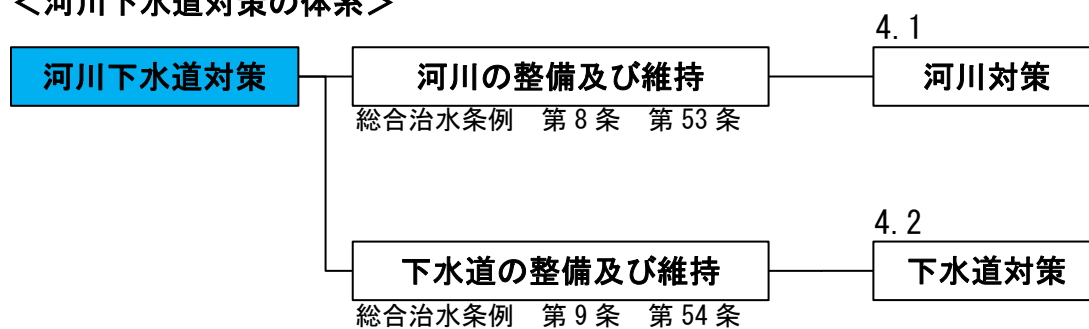 ＜河川下水道対策の体系＞
4.1
河川下水道対策
河川の整備及び維持
河川対策
総合治水条例　第8条　第53条
4.2
下水道の整備及び維持
下水道対策
総合治水条例　第9条　第54条